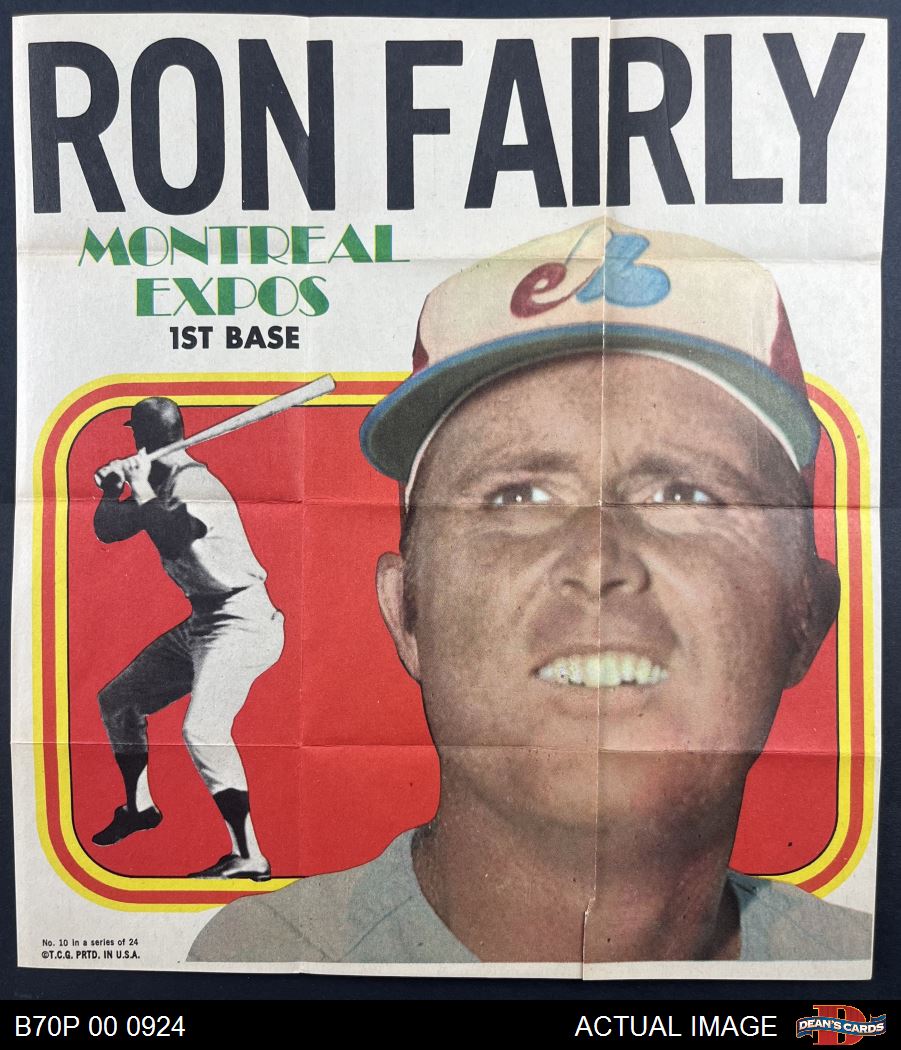 RON FAIRLY
MONTREAL
EXPOS
1ST BASE
e
No. 10 in a series of 24
©T.C.G. PRTD. IN U.S.A.
B70P 00 0924
ACTUAL IMAGE
DEAN'S CARDS